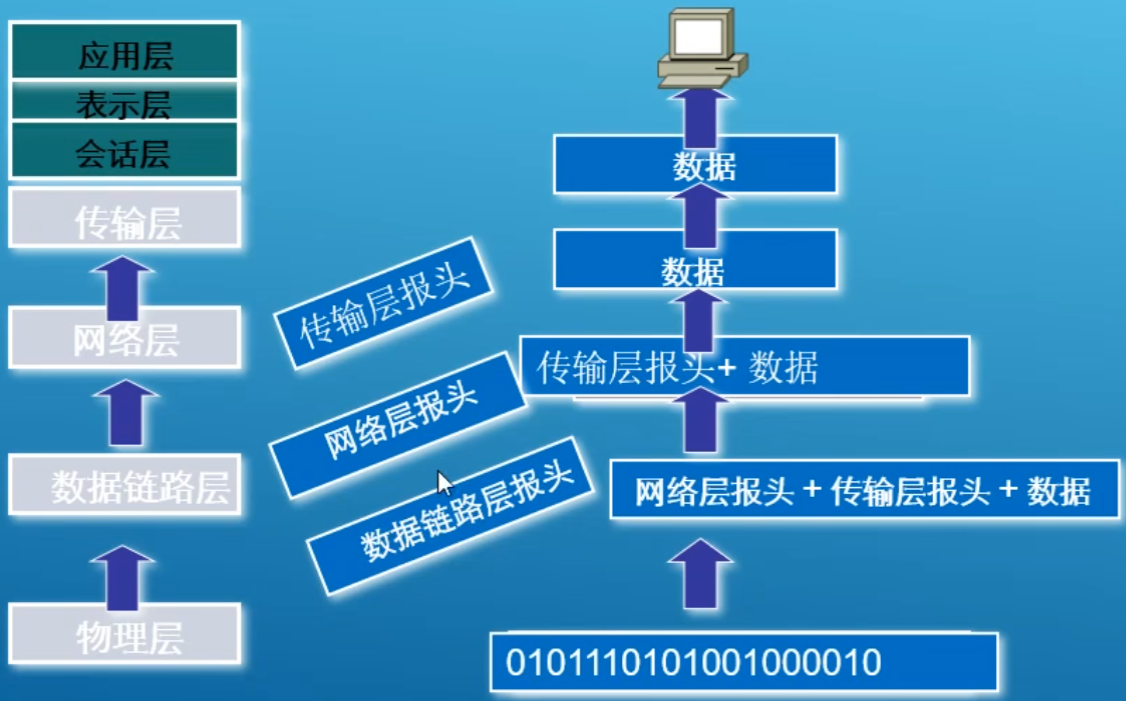 应用层
表示层
会话层
传输层
网络层
数据链路层
物理层
传输层报头
网络层报头
数据链路层报头
数据
数据
传输层报头+ 数据
网络层报头 + 传输层报头 + 数据
0101110101001000010